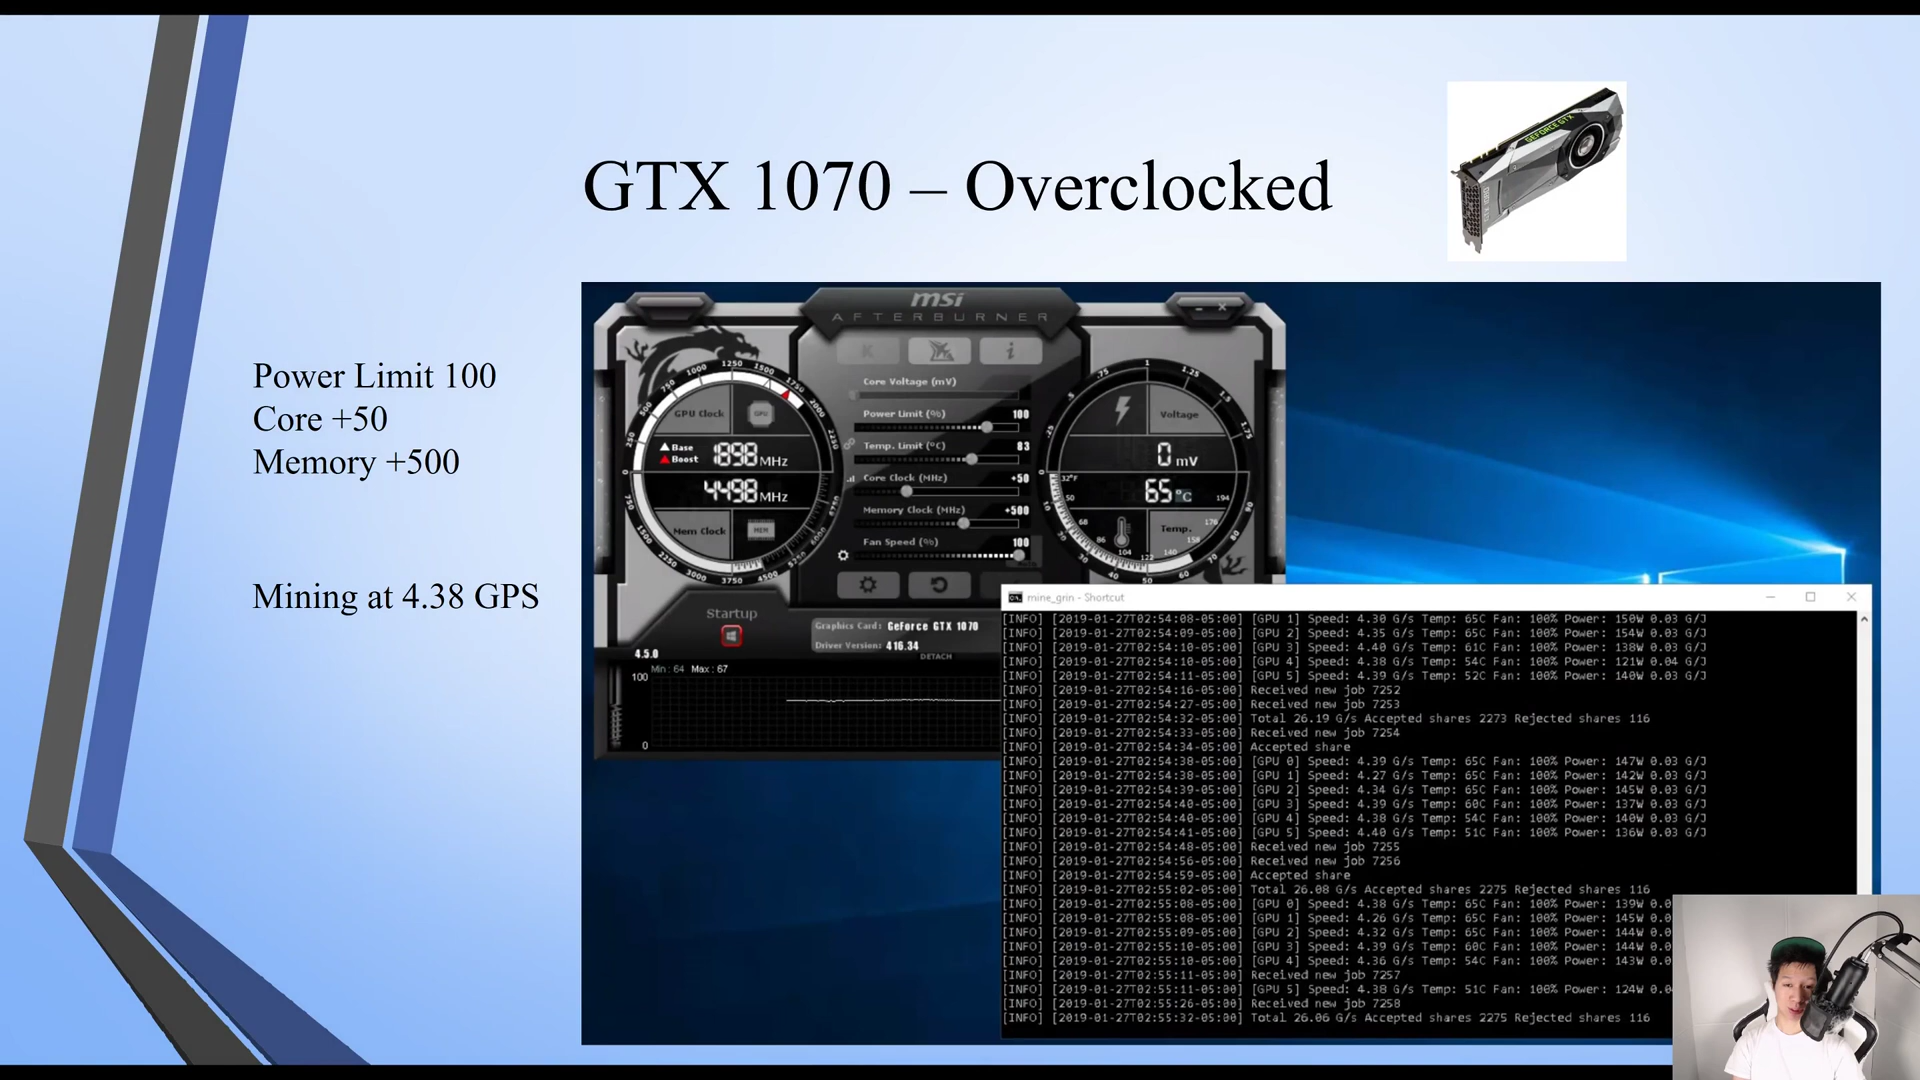 GTX 1070 – Overclocked
GEFORCE GTX
Power Limit 100
Core +50
Memory +500
Mining at 4.38 GPS
msi
AFTERBURNER
K
i
Core Voltage (mV)
Power Limit (%) 100
Temp. Limit (°C) 83
Core Clock (MHz) +50
Memory Clock (MHz) +500
Fan Speed (%) 100
GPU Clock
GPU
Base
Boost
1898 MHz
4498 MHz
Mem Clock
MEM
Voltage
0 mV
65 °C
Temp.
Startup
Graphics Card: GeForce GTX 1070
Driver Version: 416.34
DETACH
4.5.0
Min : 64 Max : 67
100
0
mine_grin - Shortcut
[INFO] [2019-01-27T02:54:08-05:00] [GPU 1] Speed: 4.30 G/s Temp: 65C Fan: 100% Power: 150W 0.03 G/J
[INFO] [2019-01-27T02:54:09-05:00] [GPU 2] Speed: 4.35 G/s Temp: 65C Fan: 100% Power: 154W 0.03 G/J
[INFO] [2019-01-27T02:54:10-05:00] [GPU 3] Speed: 4.40 G/s Temp: 61C Fan: 100% Power: 138W 0.03 G/J
[INFO] [2019-01-27T02:54:10-05:00] [GPU 4] Speed: 4.38 G/s Temp: 54C Fan: 100% Power: 121W 0.04 G/J
[INFO] [2019-01-27T02:54:11-05:00] [GPU 5] Speed: 4.39 G/s Temp: 52C Fan: 100% Power: 140W 0.03 G/J
[INFO] [2019-01-27T02:54:16-05:00] Received new job 7252
[INFO] [2019-01-27T02:54:27-05:00] Received new job 7253
[INFO] [2019-01-27T02:54:32-05:00] Total 26.19 G/s Accepted shares 2273 Rejected shares 116
[INFO] [2019-01-27T02:54:33-05:00] Received new job 7254
[INFO] [2019-01-27T02:54:34-05:00] Accepted share
[INFO] [2019-01-27T02:54:38-05:00] [GPU 0] Speed: 4.39 G/s Temp: 65C Fan: 100% Power: 147W 0.03 G/J
[INFO] [2019-01-27T02:54:38-05:00] [GPU 1] Speed: 4.27 G/s Temp: 65C Fan: 100% Power: 142W 0.03 G/J
[INFO] [2019-01-27T02:54:39-05:00] [GPU 2] Speed: 4.34 G/s Temp: 65C Fan: 100% Power: 145W 0.03 G/J
[INFO] [2019-01-27T02:54:40-05:00] [GPU 3] Speed: 4.39 G/s Temp: 60C Fan: 100% Power: 137W 0.03 G/J
[INFO] [2019-01-27T02:54:40-05:00] [GPU 4] Speed: 4.38 G/s Temp: 54C Fan: 100% Power: 140W 0.03 G/J
[INFO] [2019-01-27T02:54:41-05:00] [GPU 5] Speed: 4.40 G/s Temp: 51C Fan: 100% Power: 136W 0.03 G/J
[INFO] [2019-01-27T02:54:48-05:00] Received new job 7255
[INFO] [2019-01-27T02:54:56-05:00] Received new job 7256
[INFO] [2019-01-27T02:54:59-05:00] Accepted share
[INFO] [2019-01-27T02:55:02-05:00] Total 26.08 G/s Accepted shares 2275 Rejected shares 116
[INFO] [2019-01-27T02:55:08-05:00] [GPU 0] Speed: 4.38 G/s Temp: 65C Fan: 100% Power: 139W 0.0
[INFO] [2019-01-27T02:55:08-05:00] [GPU 1] Speed: 4.26 G/s Temp: 65C Fan: 100% Power: 145W 0.0
[INFO] [2019-01-27T02:55:09-05:00] [GPU 2] Speed: 4.32 G/s Temp: 65C Fan: 100% Power: 144W 0.0
[INFO] [2019-01-27T02:55:10-05:00] [GPU 3] Speed: 4.39 G/s Temp: 60C Fan: 100% Power: 144W 0.0
[INFO] [2019-01-27T02:55:10-05:00] [GPU 4] Speed: 4.36 G/s Temp: 54C Fan: 100% Power: 143W 0.0
[INFO] [2019-01-27T02:55:11-05:00] Received new job 7257
[INFO] [2019-01-27T02:55:11-05:00] [GPU 5] Speed: 4.38 G/s Temp: 51C Fan: 100% Power: 124W 0.0
[INFO] [2019-01-27T02:55:26-05:00] Received new job 7258
[INFO] [2019-01-27T02:55:32-05:00] Total 26.06 G/s Accepted shares 2275 Rejected shares 116